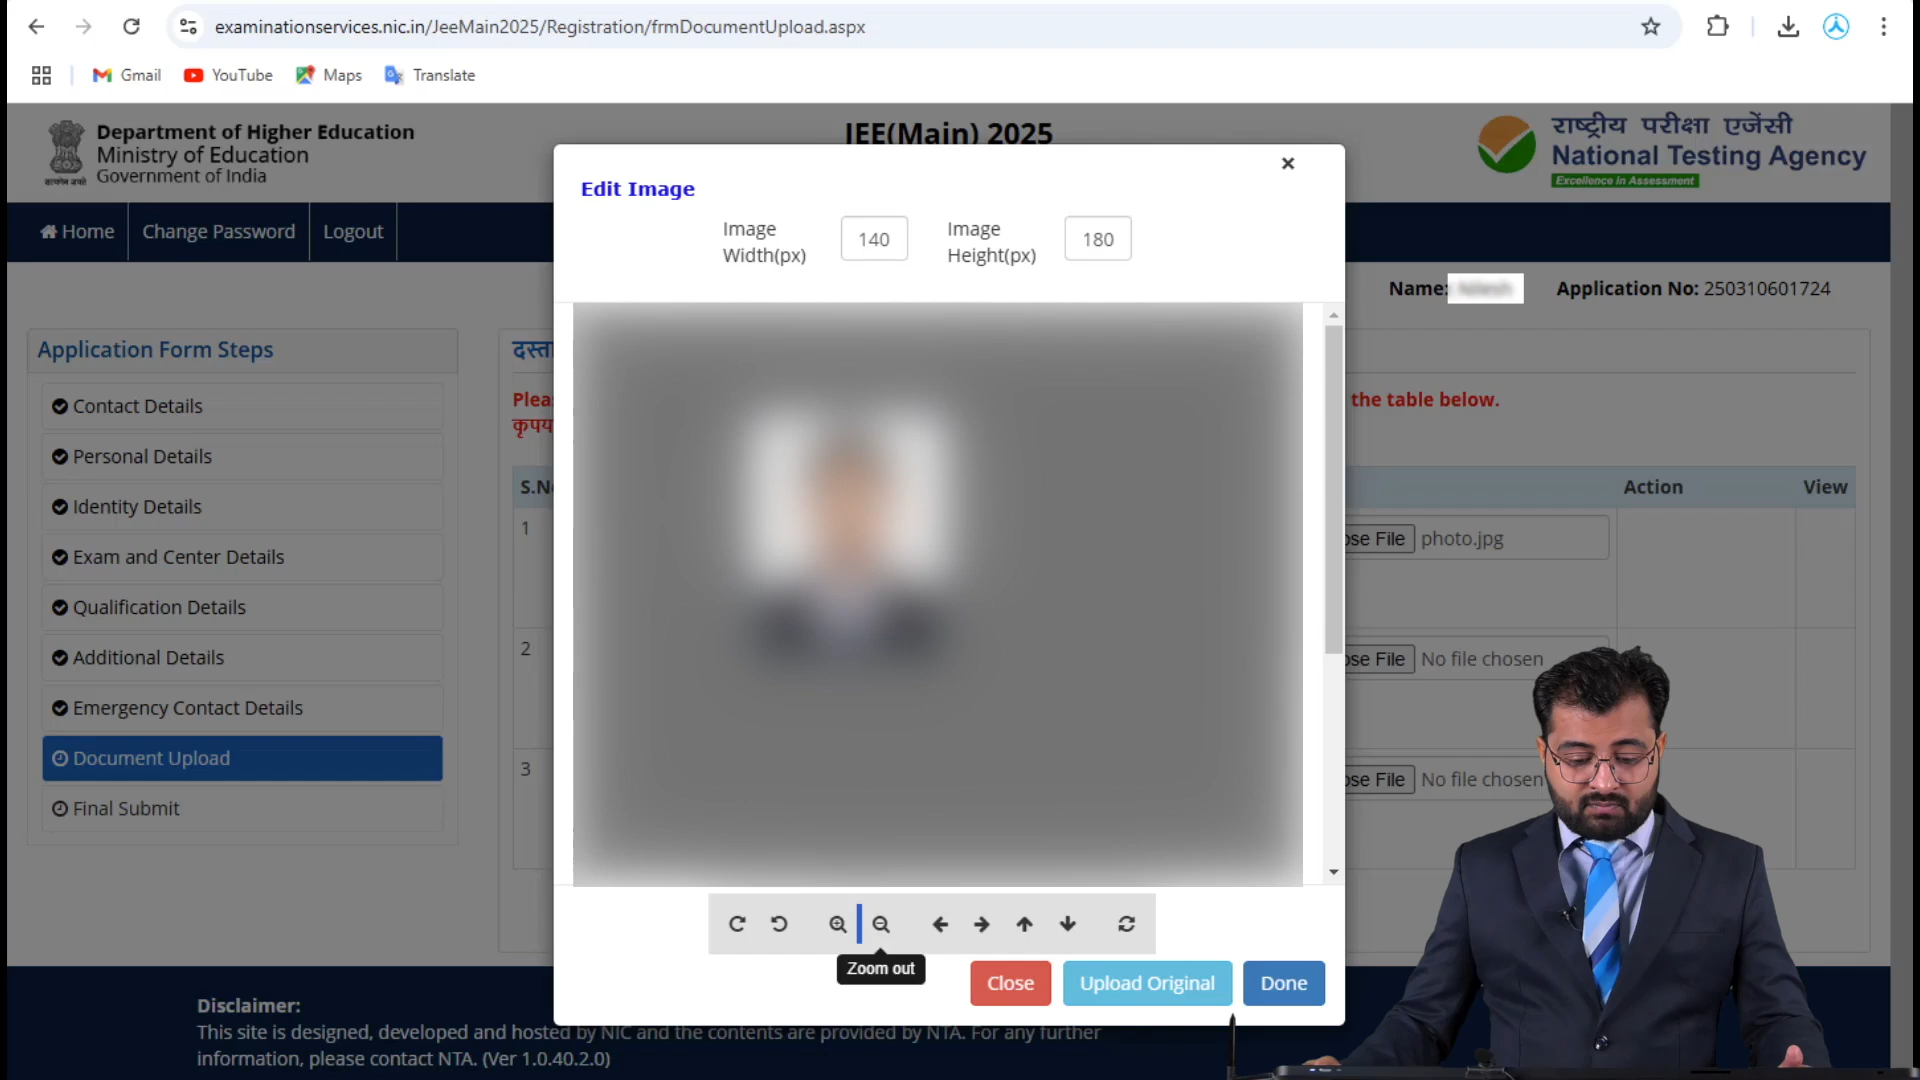 examinationservices.nic.in/JeeMain2025/Registration/frmDocumentUpload.aspx
Gmail YouTube Maps Translate
Department of Higher Education
Ministry of Education
Government of India
सत्यमेव जयते
JEE(Main) 2025
राष्ट्रीय परीक्षा एजेंसी
National Testing Agency
Excellence in Assessment
Home Change Password Logout
Name:
Application No: 250310601724
Edit Image
Image Width(px) 140 Image Height(px) 180
Application Form Steps
Contact Details
Personal Details
Identity Details
Exam and Center Details
Qualification Details
Additional Details
Emergency Contact Details
Document Upload
Final Submit
the table below.
Action View
1 photo.jpg
2 No file chosen
3 No file chosen
Zoom out
Close Upload Original Done
Disclaimer:
This site is designed, developed and hosted by NIC and the contents are provided by NTA. For any further
information, please contact NTA. (Ver 1.0.40.2.0)